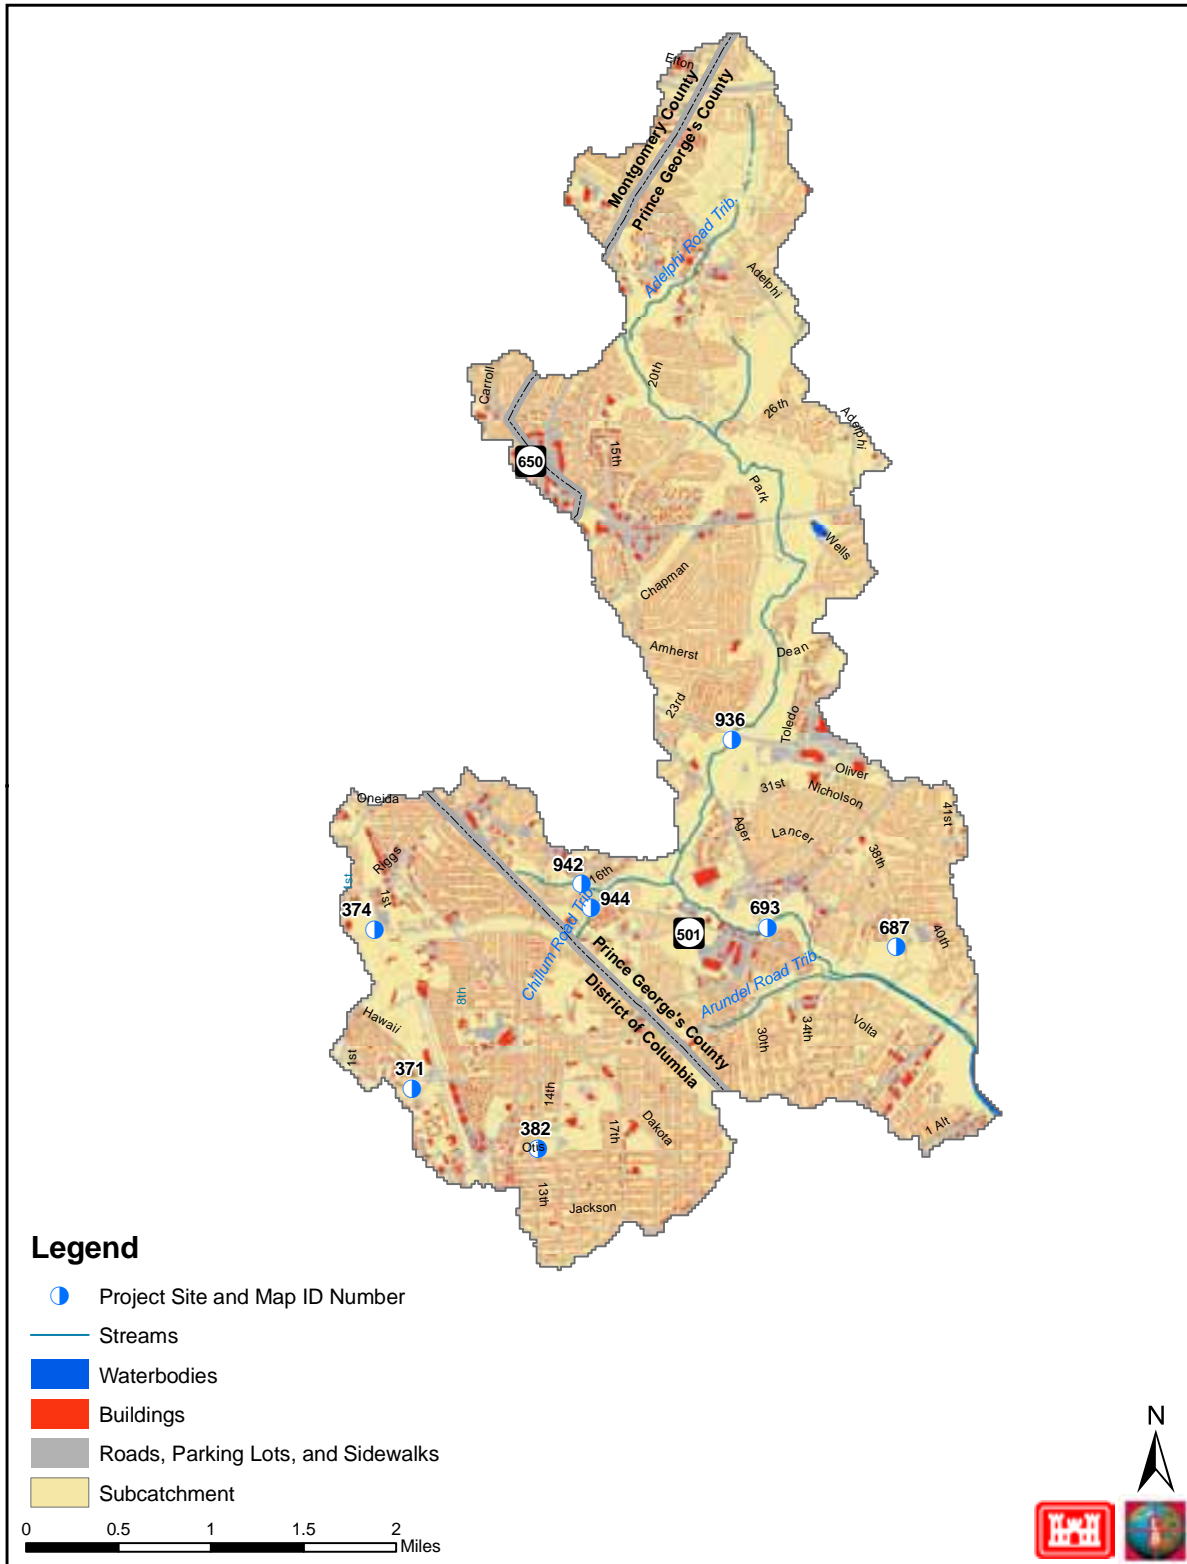 Elton
Montgomery County
Prince George's County
Adelphi Road Trib.
Adelphi
20th
Carroll
26th
Adelphi
650
15th
Park
Wells
Chapman
Amherst
Dean
23rd
936
Toledo
Oliver
31st
Nicholson
Oneida
41st
Ager
Lancer
38th
Riggs
942
16th
1st
1st
944
374
693
687
40th
501
Chillum Road Trib.
Prince George's County
District of Columbia
Arundel Road Trib.
8th
Hawaii
30th
34th
Volta
1st
371
14th
382
Otis
17th
Dakota
1 Alt
13th
Jackson
Legend
Project Site and Map ID Number
Streams
Waterbodies
Buildings
Roads, Parking Lots, and Sidewalks
Subcatchment
0 0.5 1 1.5 2
Miles
N